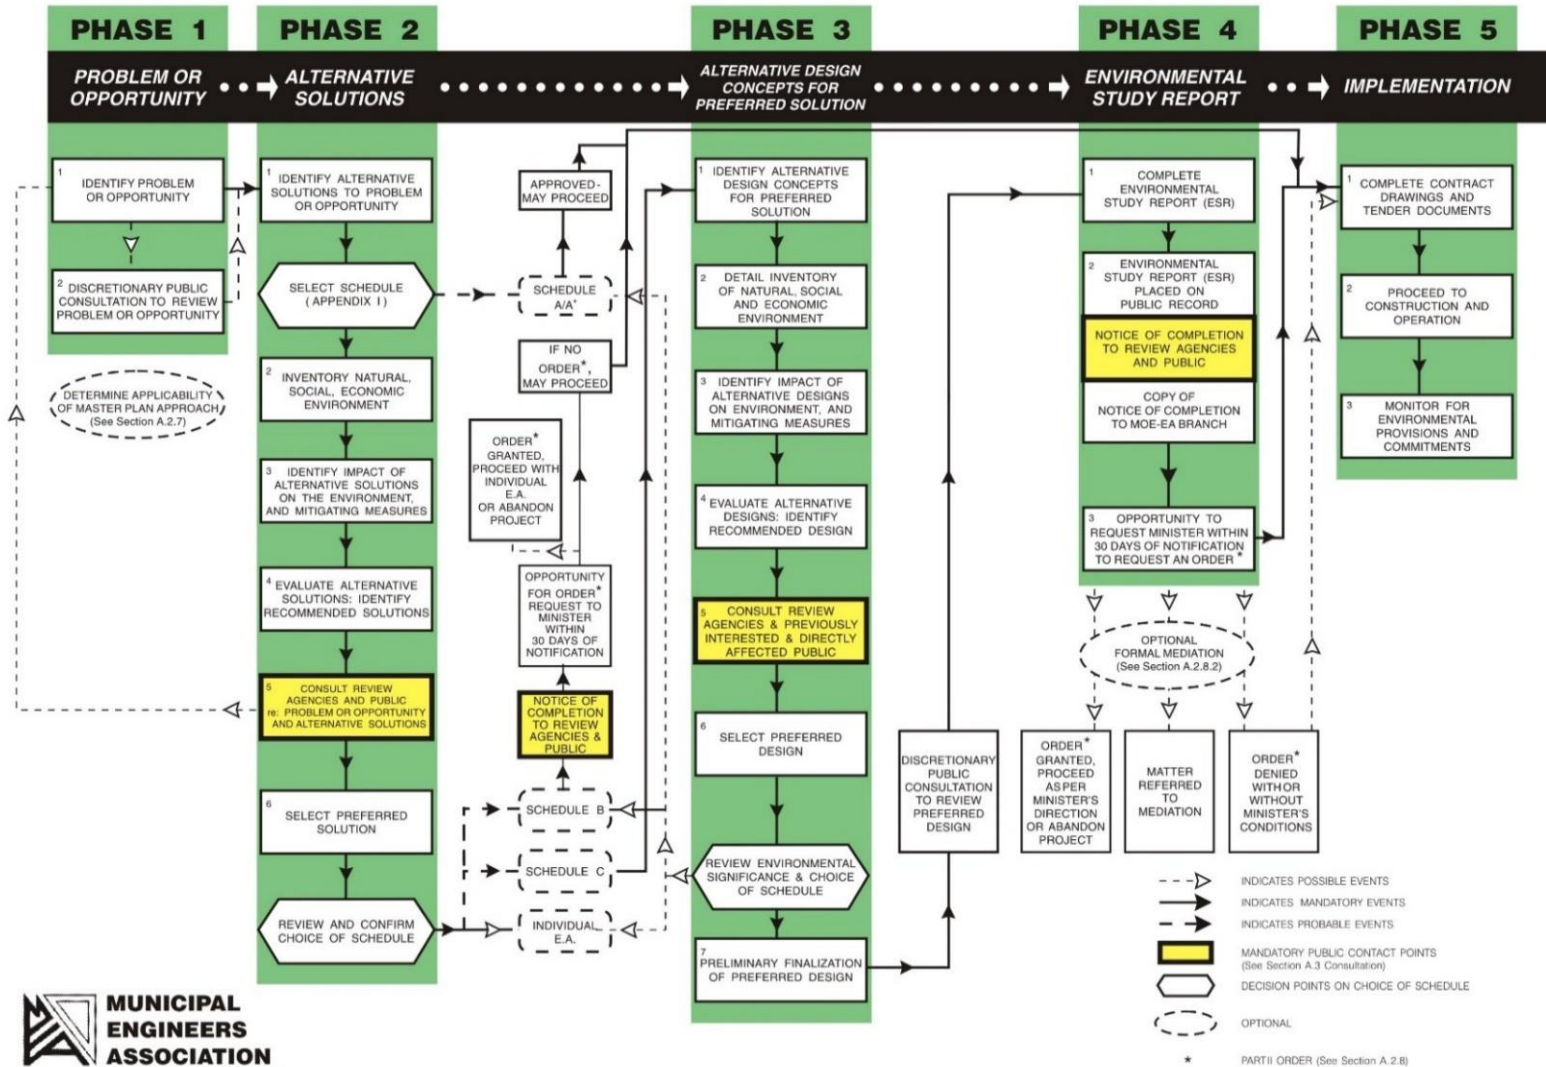 PHASE 1
PROBLEM OR
OPPORTUNITY
1
IDENTIFY PROBLEM
OR OPPORTUNITY
2
DISCRETIONARY PUBLIC
CONSULTATION TO REVIEW
PROBLEM OR OPPORTUNITY
DETERMINE APPLICABILITY
OF MASTER PLAN APPROACH
(See Section A.2.7)
PHASE 2
ALTERNATIVE
SOLUTIONS
1
IDENTIFY ALTERNATIVE
SOLUTIONS TO PROBLEM
OR OPPORTUNITY
SELECT SCHEDULE
( APPENDIX I )
2
INVENTORY NATURAL,
SOCIAL, ECONOMIC
ENVIRONMENT
3
IDENTIFY IMPACT OF
ALTERNATIVE SOLUTIONS
ON THE ENVIRONMENT,
AND MITIGATING MEASURES
4
EVALUATE ALTERNATIVE
SOLUTIONS: IDENTIFY
RECOMMENDED SOLUTIONS
5
CONSULT REVIEW
AGENCIES AND PUBLIC
re: PROBLEM OR OPPORTUNITY
AND ALTERNATIVE SOLUTIONS
6
SELECT PREFERRED
SOLUTION
REVIEW AND CONFIRM
CHOICE OF SCHEDULE
APPROVED-
MAY PROCEED
SCHEDULE
A/A+
IF NO
ORDER*,
MAY PROCEED
ORDER*
GRANTED,
PROCEED WITH
INDIVIDUAL
E.A.
OR ABANDON
PROJECT
OPPORTUNITY
FOR ORDER*
REQUEST TO
MINISTER
WITHIN
30 DAYS OF
NOTIFICATION
NOTICE OF
COMPLETION
TO REVIEW
AGENCIES &
PUBLIC
SCHEDULE B
SCHEDULE C
INDIVIDUAL
E.A.
PHASE 3
ALTERNATIVE DESIGN
CONCEPTS FOR
PREFERRED SOLUTION
1
IDENTIFY ALTERNATIVE
DESIGN CONCEPTS
FOR PREFERRED
SOLUTION
2
DETAIL INVENTORY
OF NATURAL, SOCIAL
AND ECONOMIC
ENVIRONMENT
3
IDENTIFY IMPACT OF
ALTERNATIVE DESIGNS
ON ENVIRONMENT, AND
MITIGATING MEASURES
4
EVALUATE ALTERNATIVE
DESIGNS: IDENTIFY
RECOMMENDED DESIGN
5
CONSULT REVIEW
AGENCIES & PREVIOUSLY
INTERESTED & DIRECTLY
AFFECTED PUBLIC
6
SELECT PREFERRED
DESIGN
REVIEW ENVIRONMENTAL
SIGNIFICANCE & CHOICE
OF SCHEDULE
7
PRELIMINARY FINALIZATION
OF PREFERRED DESIGN
DISCRETIONARY
PUBLIC
CONSULTATION
TO REVIEW
PREFERRED
DESIGN
PHASE 4
ENVIRONMENTAL
STUDY REPORT
1
COMPLETE
ENVIRONMENTAL
STUDY REPORT (ESR)
2
ENVIRONMENTAL
STUDY REPORT (ESR)
PLACED ON
PUBLIC RECORD
NOTICE OF COMPLETION
TO REVIEW AGENCIES
AND PUBLIC
COPY OF
NOTICE OF COMPLETION
TO MOE-EA BRANCH
3
OPPORTUNITY TO
REQUEST MINISTER WITHIN
30 DAYS OF NOTIFICATION
TO REQUEST AN ORDER*
OPTIONAL
FORMAL MEDIATION
(See Section A.2.8.2)
ORDER*
GRANTED,
PROCEED
AS PER
MINISTER'S
DIRECTION
OR ABANDON
PROJECT
MATTER
REFERRED
TO
MEDIATION
ORDER*
DENIED
WITH OR
WITHOUT
MINISTER'S
CONDITIONS
PHASE 5
IMPLEMENTATION
1
COMPLETE CONTRACT
DRAWINGS AND
TENDER DOCUMENTS
2
PROCEED TO
CONSTRUCTION AND
OPERATION
3
MONITOR FOR
ENVIRONMENTAL
PROVISIONS AND
COMMITMENTS
INDICATES POSSIBLE EVENTS
INDICATES MANDATORY EVENTS
INDICATES PROBABLE EVENTS
MANDATORY PUBLIC CONTACT POINTS
(See Section A.3 Consultation)
DECISION POINTS ON CHOICE OF SCHEDULE
OPTIONAL
* PART II ORDER (See Section A.2.8)
MUNICIPAL
ENGINEERS
ASSOCIATION